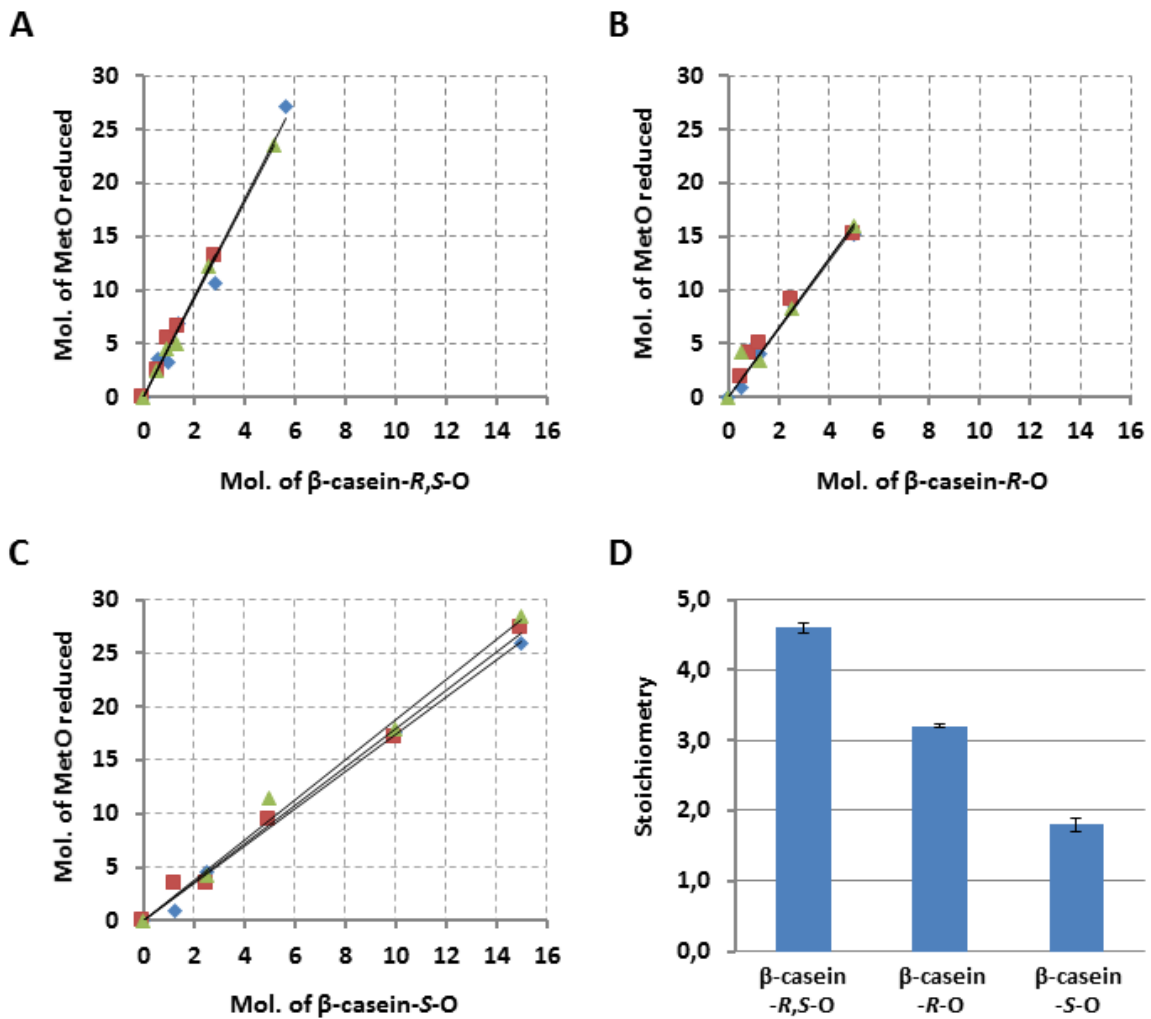 A
Mol. of MetO reduced
30
25
20
15
10
5
0
0 2 4 6 8 10 12 14 16
Mol. of β-casein-R,S-O
B
Mol. of MetO reduced
30
25
20
15
10
5
0
0 2 4 6 8 10 12 14 16
Mol. of β-casein-R-O
C
Mol. of MetO reduced
30
25
20
15
10
5
0
0 2 4 6 8 10 12 14 16
Mol. of β-casein-S-O
D
Stoichiometry
5,0
4,0
3,0
2,0
1,0
0,0
β-casein β-casein β-casein
-R,S-O -R-O -S-O